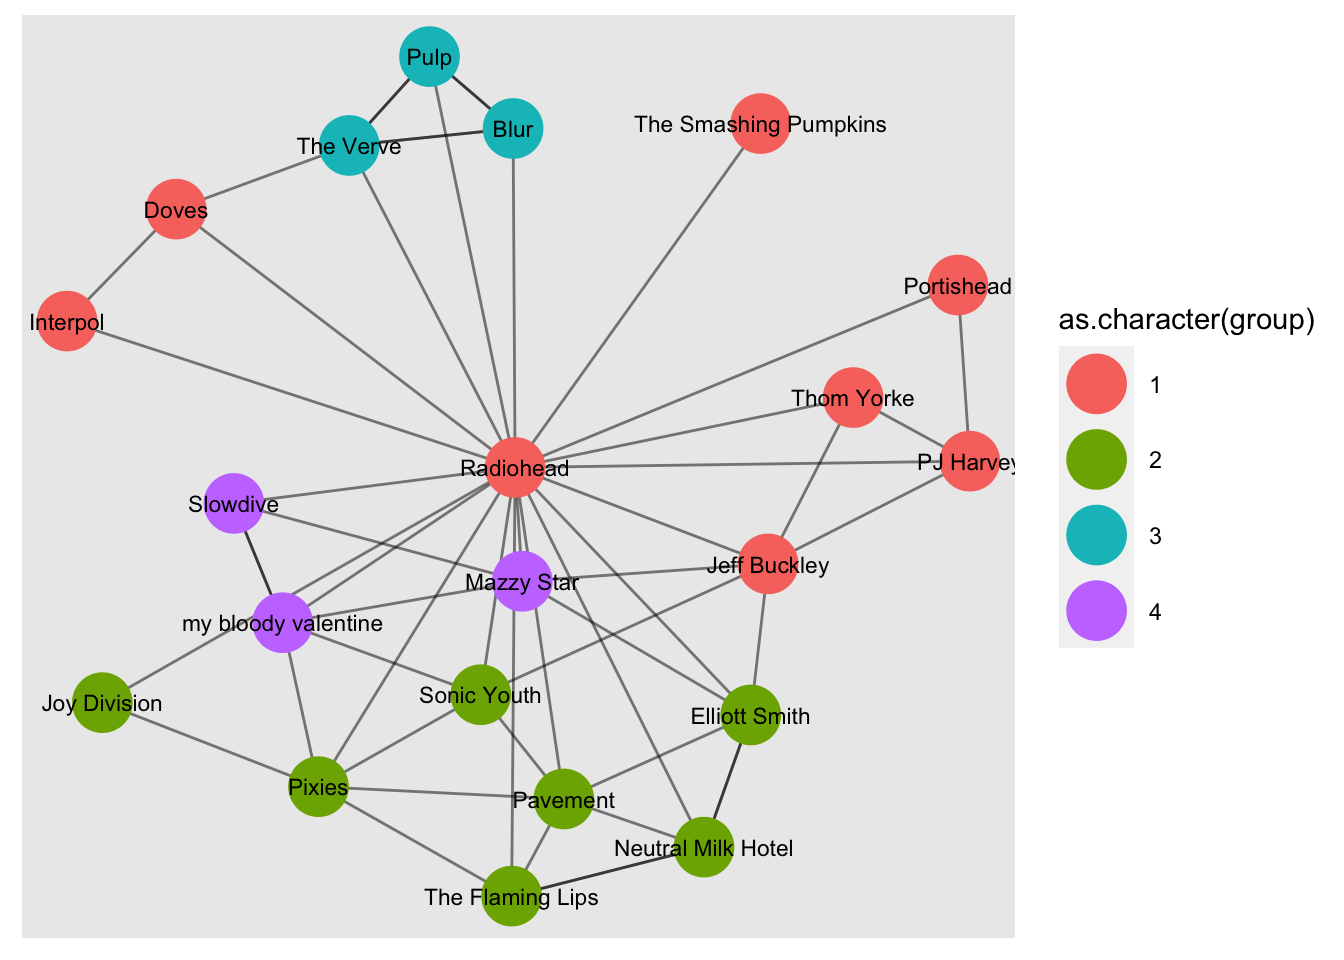 Pulp
The Smashing Pumpkins
Blur
The Verve
Doves
Portishead
Interpol
Thom Yorke
PJ Harvey
Radiohead
Slowdive
Jeff Buckley
Mazzy Star
my bloody valentine
Sonic Youth
Joy Division
Elliott Smith
Pixies
Pavement
Neutral Milk Hotel
The Flaming Lips
as.character(group)
1
2
3
4